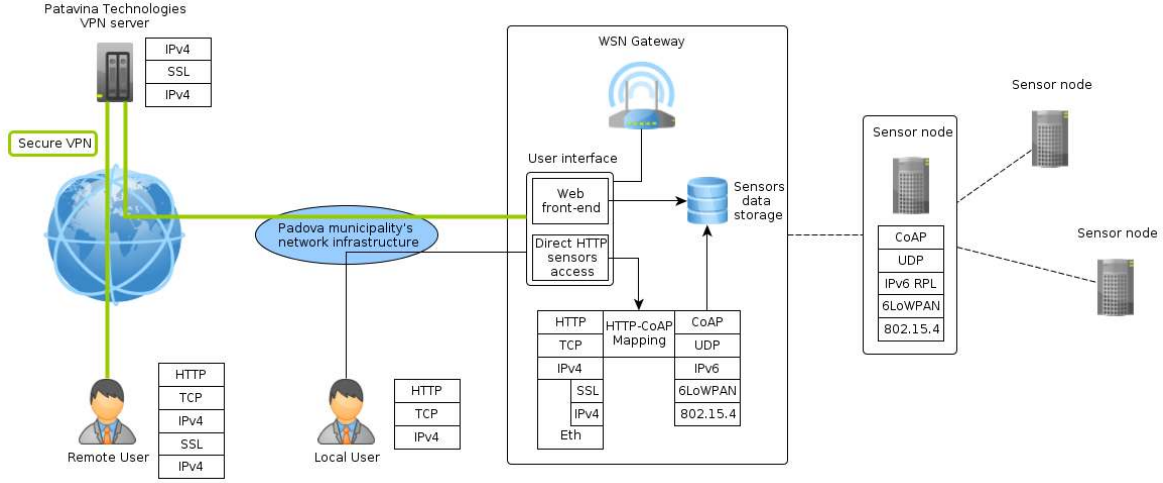 Patavina Technologies
VPN server
IPv4
SSL
IPv4
Secure VPN
HTTP
TCP
IPv4
SSL
IPv4
Remote User
Padova municipality's
network infrastructure
HTTP
TCP
IPv4
Local User
WSN Gateway
User interface
Web
front-end
Direct HTTP
sensors
access
Sensors
data
storage
HTTP
TCP
IPv4
SSL
IPv4
Eth
HTTP-CoAP
Mapping
CoAP
UDP
IPv6
6LoWPAN
802.15.4
Sensor node
CoAP
UDP
IPv6 RPL
6LoWPAN
802.15.4
Sensor node
Sensor node